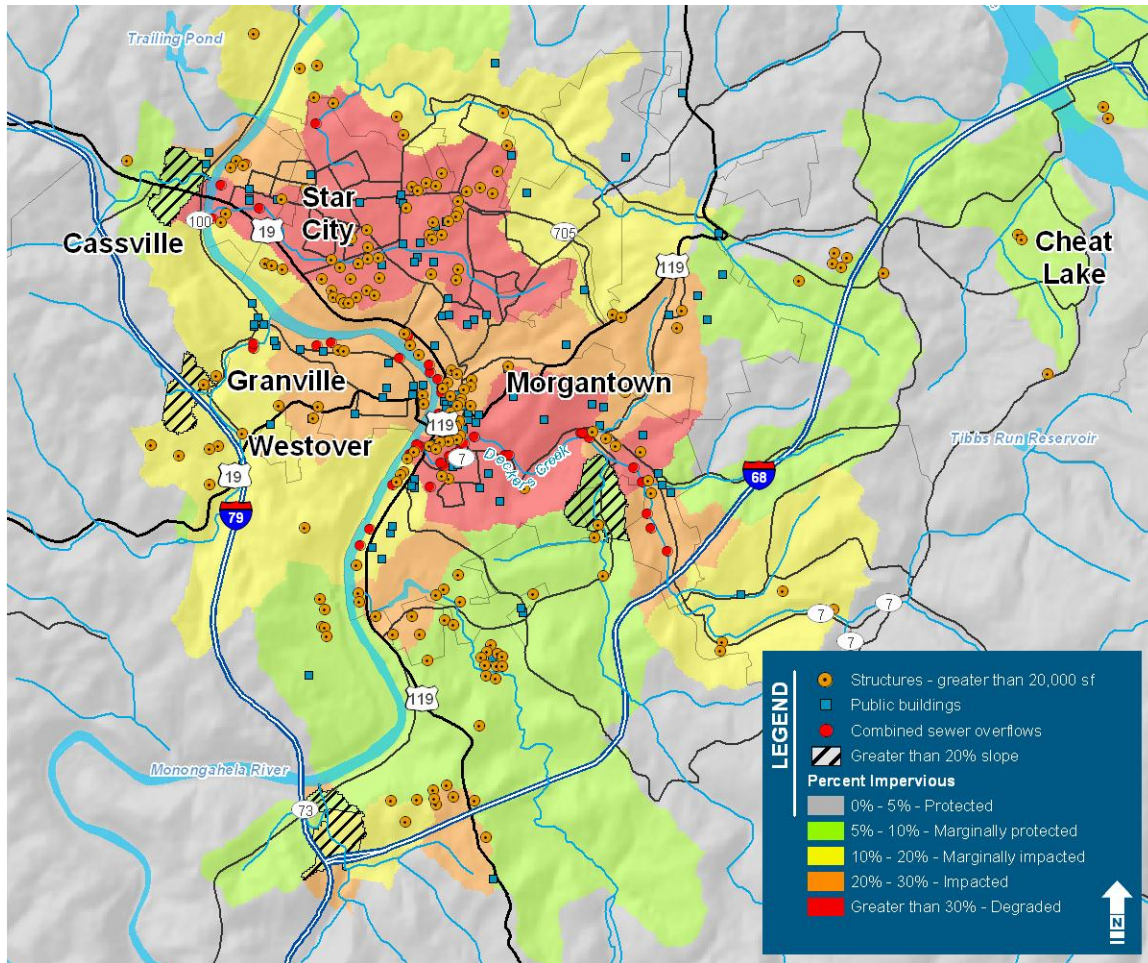 Trailing Pond
Star
City
100
19
Cassville
705
119
Cheat
Lake
Granville
Morgantown
Westover
119
7
Deckers Creek
Tibbs Run Reservoir
19
68
79
7
7
7
119
Monongahela River
73
LEGEND
Structures - greater than 20,000 sf
Public buildings
Combined sewer overflows
Greater than 20% slope
Percent Impervious
0% - 5% - Protected
5% - 10% - Marginally protected
10% - 20% - Marginally impacted
20% - 30% - Impacted
Greater than 30% - Degraded
N